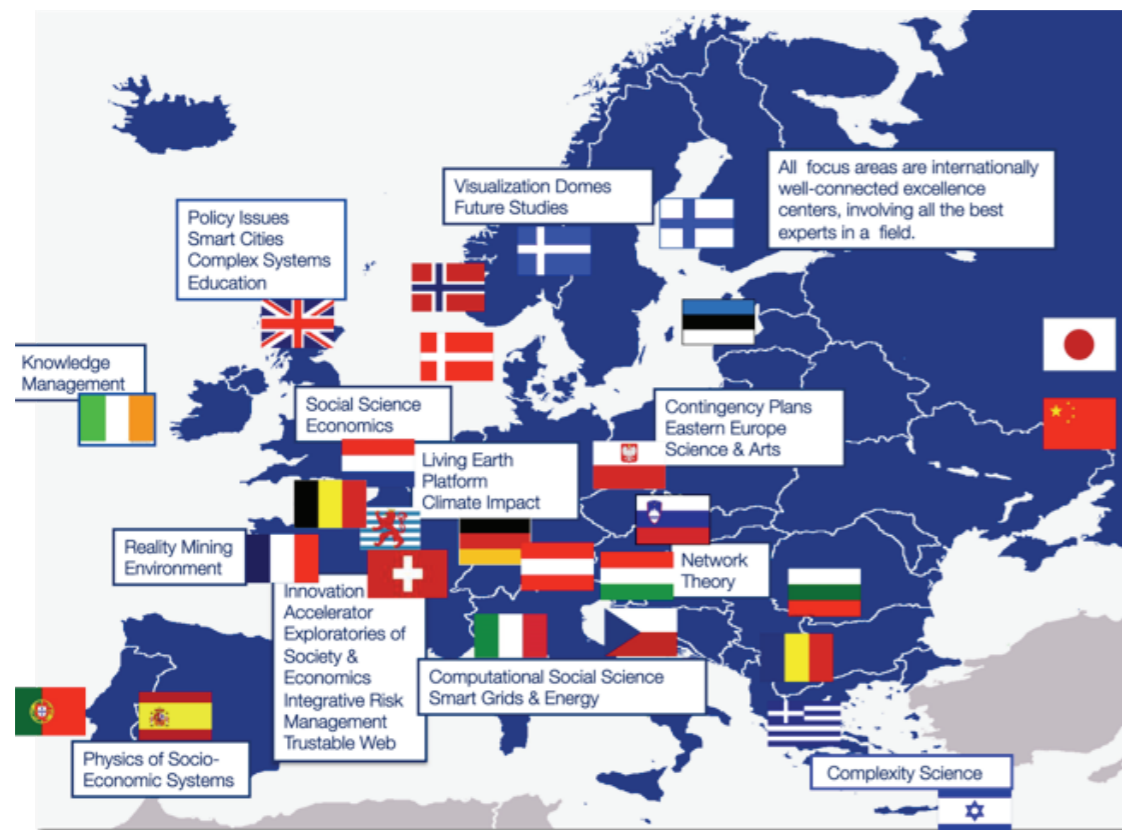 All focus areas are internationally
well-connected excellence
centers, involving all the best
experts in a field.
Visualization Domes
Future Studies
Policy Issues
Smart Cities
Complex Systems
Education
Knowledge
Management
Social Science
Economics
Contingency Plans
Eastern Europe
Science & Arts
Living Earth
Platform
Climate Impact
Reality Mining
Environment
Network
Theory
Innovation
Accelerator
Exploratories of
Society &
Economics
Integrative Risk
Management
Trustable Web
Computational Social Science
Smart Grids & Energy
Physics of Socio-
Economic Systems
Complexity Science